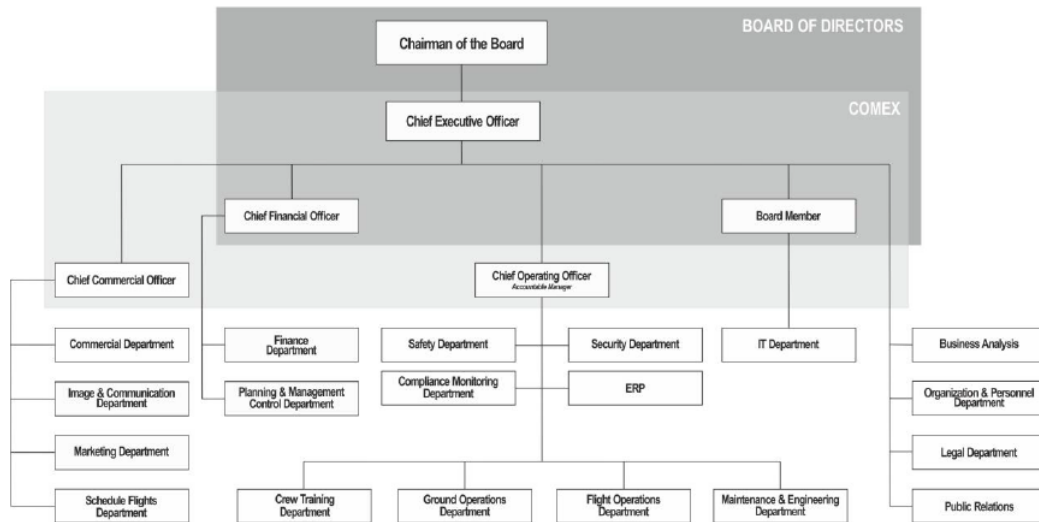 BOARD OF DIRECTORS
Chairman of the Board
COMEX
Chief Executive Officer
Chief Financial Officer
Board Member
Chief Commercial Officer
Chief Operating Officer
Accountable Manager
Commercial Department
Finance
Department
Safety Department
Security Department
IT Department
Business Analysis
Image & Communication
Department
Planning & Management
Control Department
Compliance Monitoring
Department
ERP
Organization & Personnel
Department
Marketing Department
Legal Department
Schedule Flights
Department
Crew Training
Department
Ground Operations
Department
Flight Operations
Department
Maintenance & Engineering
Department
Public Relations